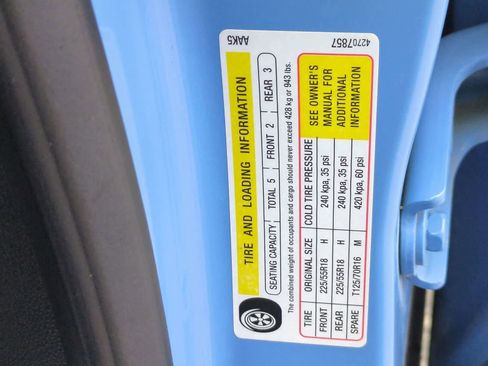 AAK5
42707857
TIRE AND LOADING INFORMATION
SEATING CAPACITY TOTAL 5 FRONT 2 REAR 3
The combined weight of occupants and cargo should never exceed 428 kg or 943 lbs.
TIRE ORIGINAL SIZE COLD TIRE PRESSURE
FRONT 225/55R18 H 240 kpa, 35 psi
REAR 225/55R18 H 240 kpa, 35 psi
SPARE T125/70R16 M 420 kpa, 60 psi
SEE OWNER'S
MANUAL FOR
ADDITIONAL
INFORMATION